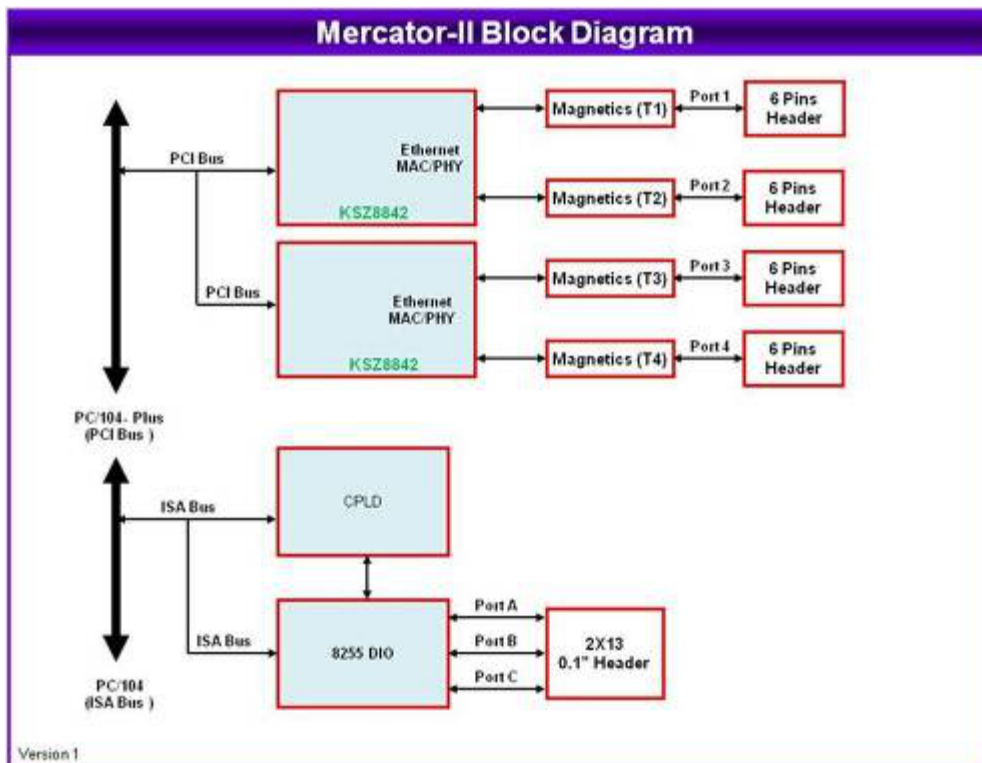 Mercator-II Block Diagram
PCI Bus
Ethernet
MAC/PHY
KSZ8842
Magnetics (T1)
Port 1
6 Pins
Header
Magnetics (T2)
Port 2
6 Pins
Header
PCI Bus
Ethernet
MAC/PHY
KSZ8842
Magnetics (T3)
Port 3
6 Pins
Header
Magnetics (T4)
Port 4
6 Pins
Header
PC/104- Plus
(PCI Bus )
ISA Bus
CPLD
ISA Bus
8255 DIO
Port A
Port B
Port C
2X13
0.1" Header
PC/104
(ISA Bus )
Version 1